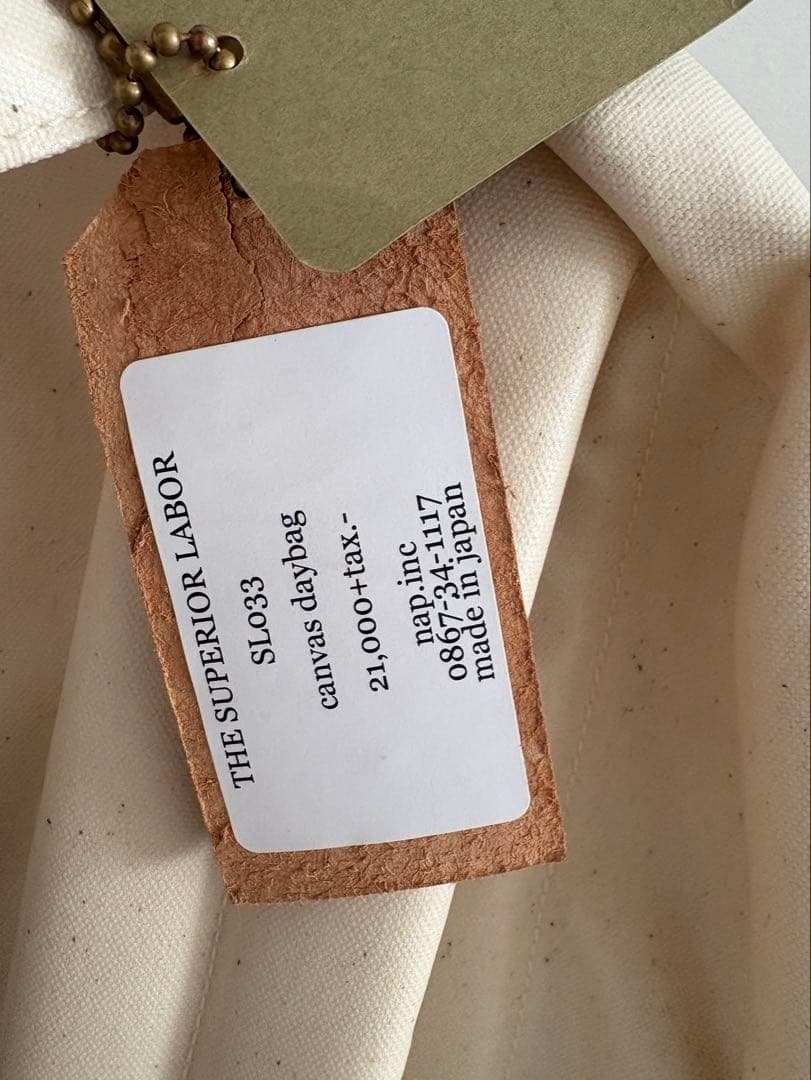 THE SUPERIOR LABOR
SL033
canvas daybag
21,000+tax.-
nap.inc
0867-34-1117
made in japan